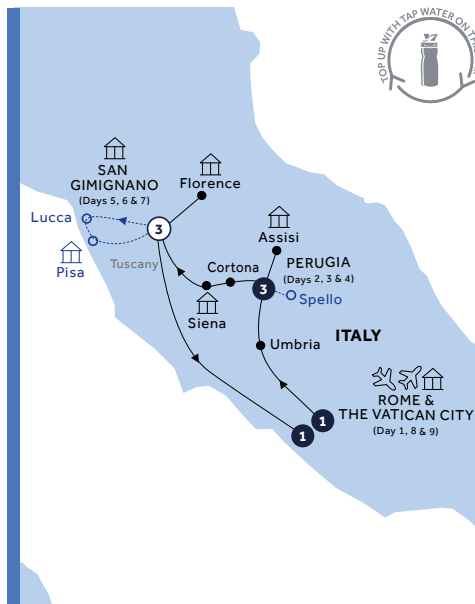 TOP UP WITH TAP WATER ON THIS
SAN
GIMIGNANO
(Days 5, 6 & 7)
Florence
Lucca
3
Pisa
Tuscany
Assisi
Cortona
PERUGIA
(Days 2, 3 & 4)
3
Spello
Siena
ITALY
Umbria
ROME &
THE VATICAN CITY
(Day 1, 8 & 9)
1
1